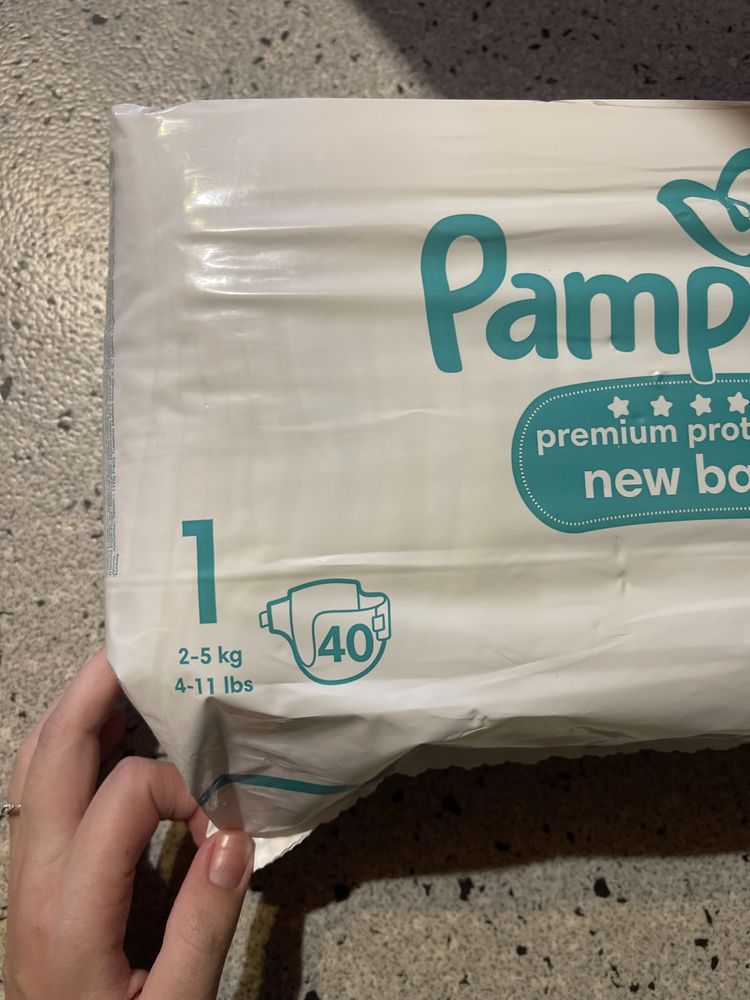 Pamp
premium prot
new ba
1
40
2-5 kg
4-11 lbs